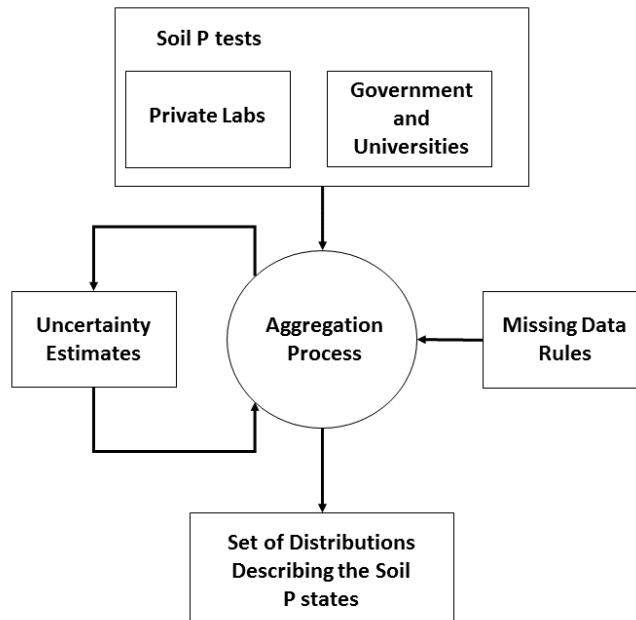 Soil P tests
Private Labs
Government
and
Universities
Uncertainty
Estimates
Aggregation
Process
Missing Data
Rules
Set of Distributions
Describing the Soil
P states